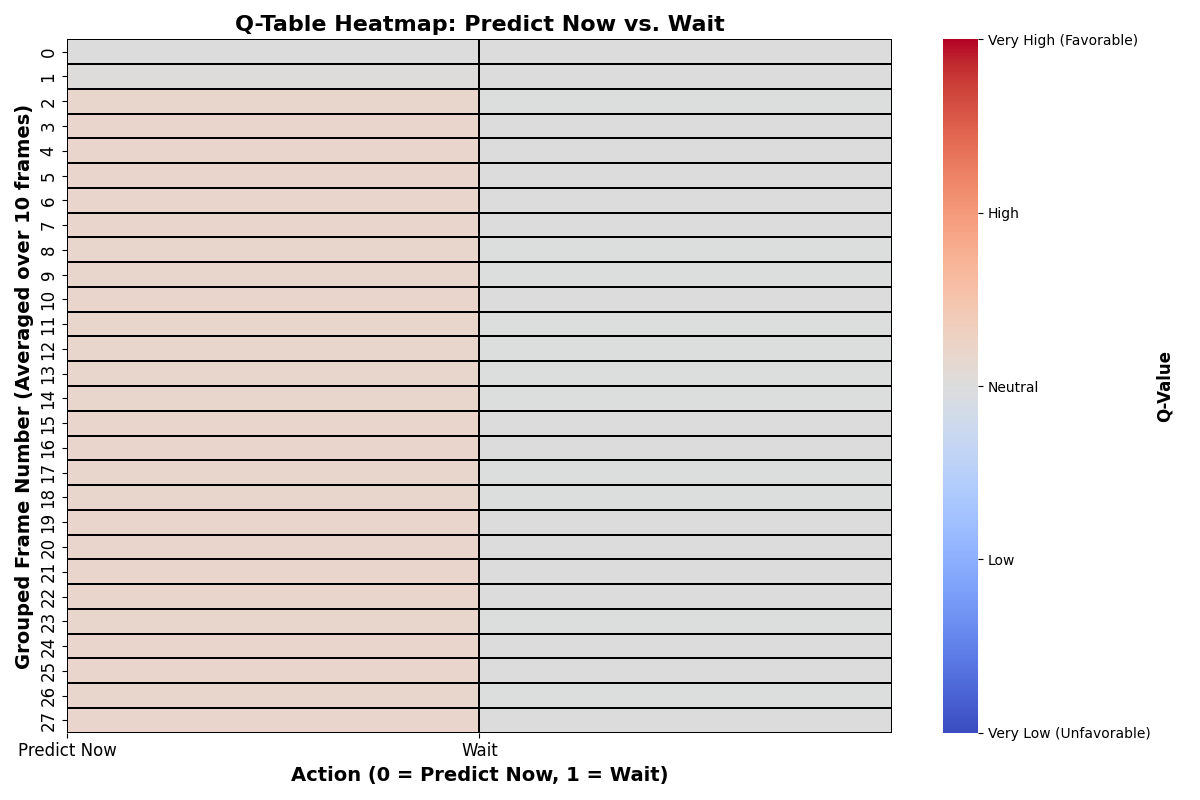 Q-Table Heatmap: Predict Now vs. Wait
Grouped Frame Number (Averaged over 10 frames)
0
1
2
3
4
5
6
7
8
9
10
11
12
13
14
15
16
17
18
19
20
21
22
23
24
25
26
27
Predict Now
Wait
Action (0 = Predict Now, 1 = Wait)
Very High (Favorable)
High
Neutral
Low
Very Low (Unfavorable)
Q-Value